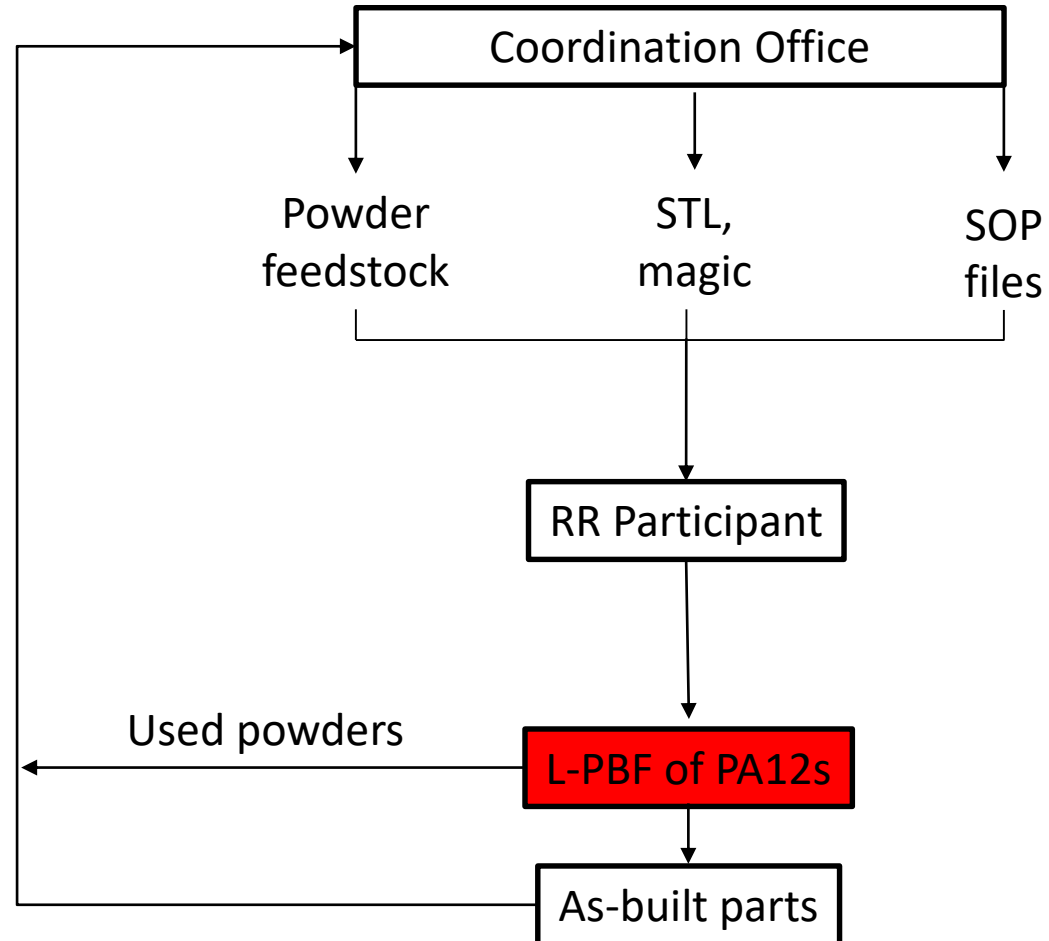 Coordination Office
Powder
feedstock
STL,
magic
SOP
files
RR Participant
Used powders
L-PBF of PA12s
As-built parts